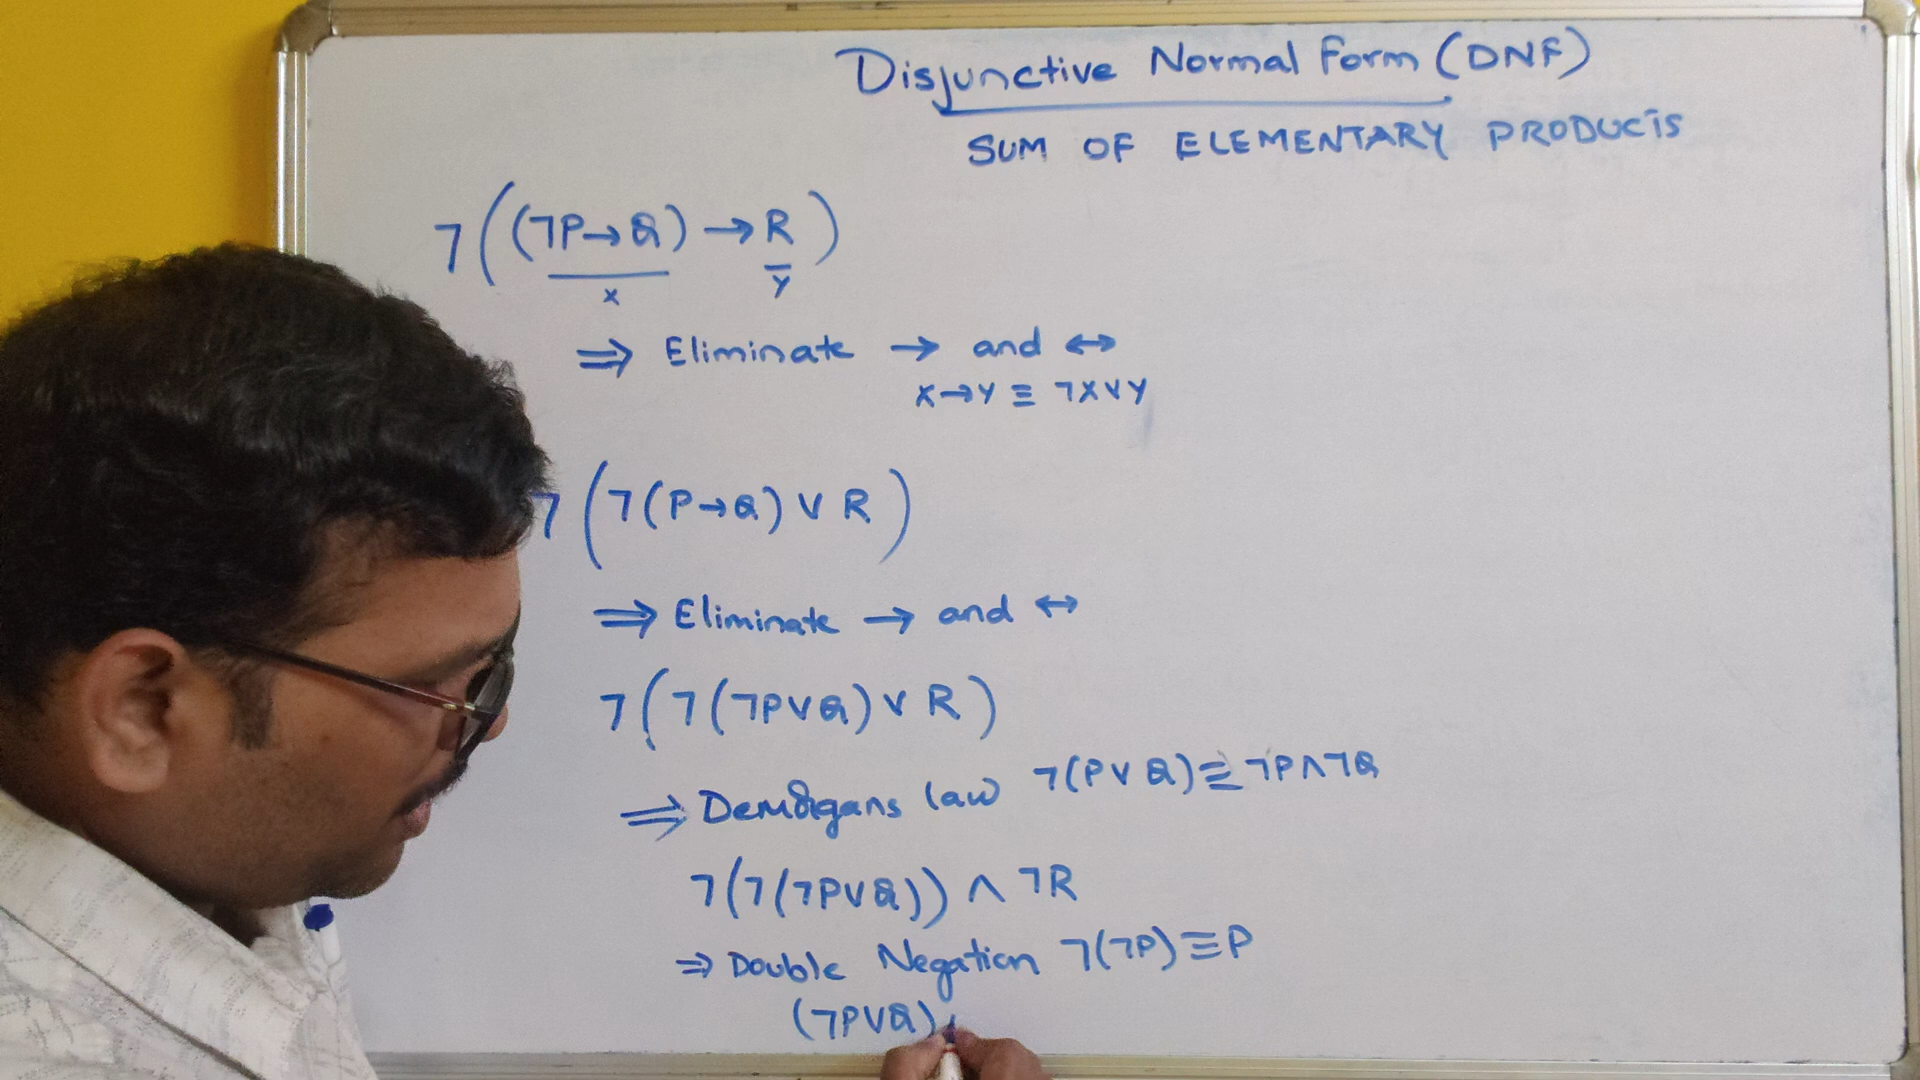 Disjunctive Normal Form (DNF)
SUM OF ELEMENTARY PRODUCTS
¬((¬P→Q)→R)
x y
⇒ Eliminate → and ↔
X→Y ≡ ¬X∨Y
¬(¬(P→Q)∨R)
⇒ Eliminate → and ↔
¬(¬(¬P∨Q)∨R)
⇒ Demorgans law ¬(P∨Q)≡¬P∧¬Q
¬(¬(¬P∨Q))∧¬R
⇒ Double Negation ¬(¬P)≡P
(¬P∨Q)